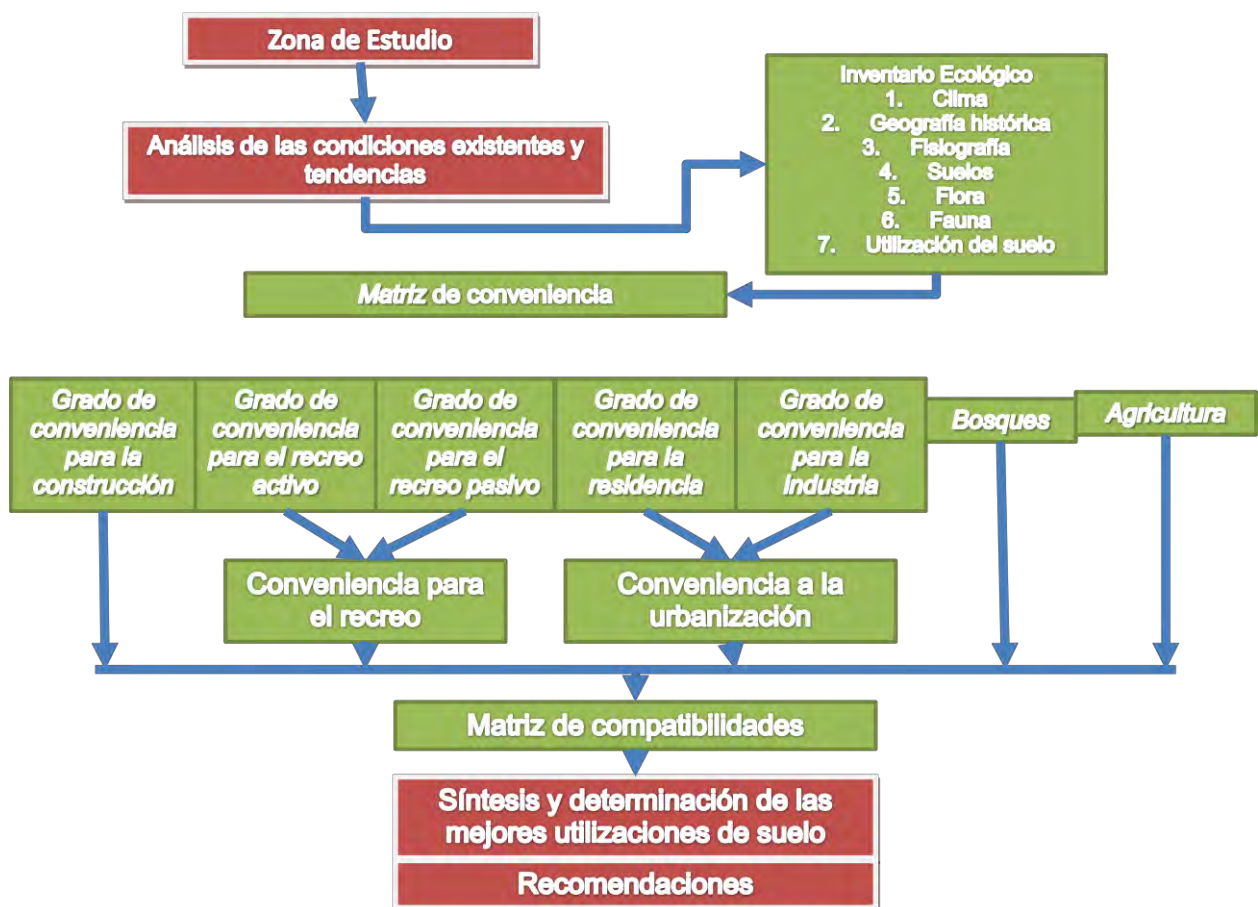 Zona de Estudio
Análisis de las condiciones existentes y
tendencias
Inventario Ecológico
1. Clima
2. Geografía histórica
3. Fisiografía
4. Suelos
5. Flora
6. Fauna
7. Utilización del suelo
Matriz de conveniencia
Grado de
conveniencia
para la
construcción
Grado de
conveniencia
para el recreo
activo
Grado de
conveniencia
para el
recreo pasivo
Grado de
conveniencia
para la
residencia
Grado de
conveniencia
para la
industria
Bosques
Agricultura
Conveniencia para
el recreo
Conveniencia a la
urbanización
Matriz de compatibilidades
Síntesis y determinación de las
mejores utilizaciones de suelo
Recomendaciones